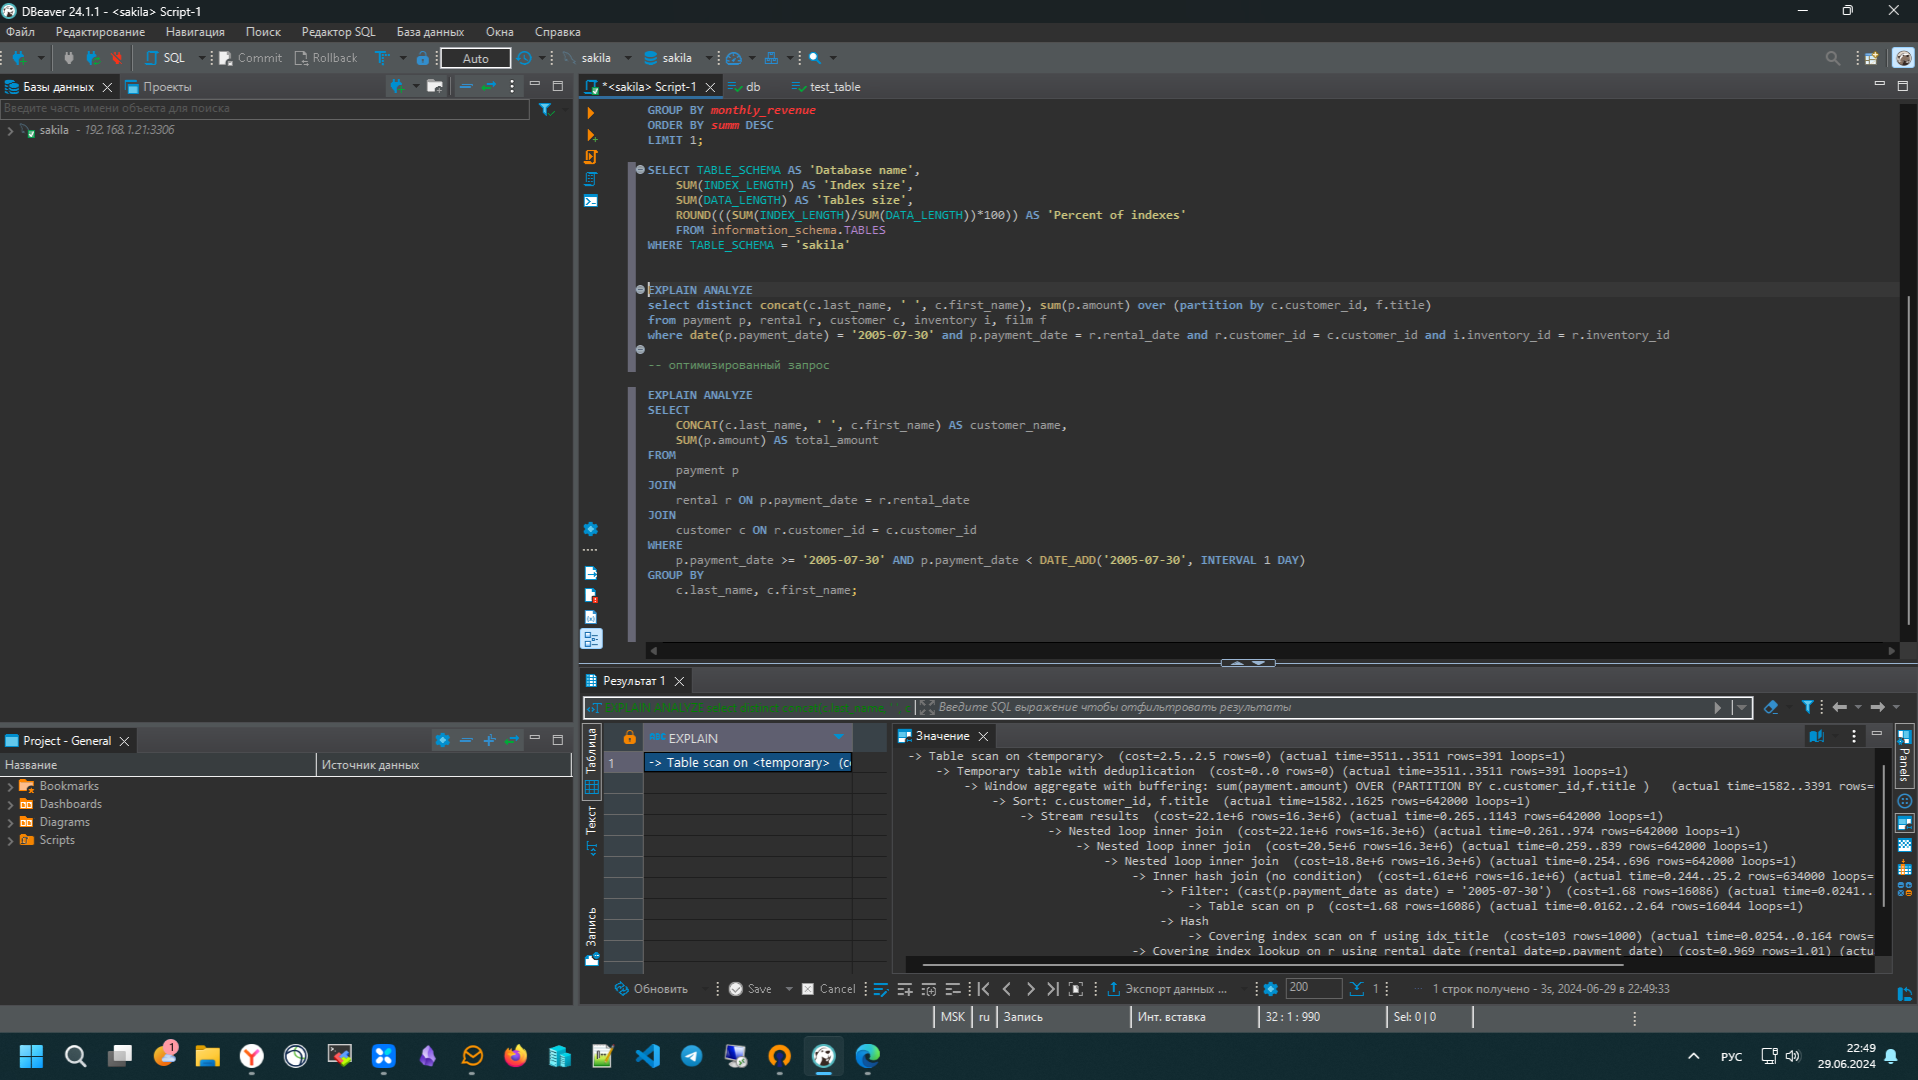 DBeaver 24.1.1 - <sakila> Script-1
Файл Редактирование Навигация Поиск Редактор SQL База данных Окна Справка
SQL Commit Rollback Auto sakila sakila
Базы данных Проекты
Введите часть имени объекта для поиска
sakila - 192.168.1.21:3306
*<sakila> Script-1 db test_table
GROUP BY monthly_revenue
ORDER BY summ DESC
LIMIT 1;
SELECT TABLE_SCHEMA AS 'Database name',
SUM(INDEX_LENGTH) AS 'Index size',
SUM(DATA_LENGTH) AS 'Tables size',
ROUND(((SUM(INDEX_LENGTH)/SUM(DATA_LENGTH))*100)) AS 'Percent of indexes'
FROM information_schema.TABLES
WHERE TABLE_SCHEMA = 'sakila'
EXPLAIN ANALYZE
select distinct concat(c.last_name, ' ', c.first_name), sum(p.amount) over (partition by c.customer_id, f.title)
from payment p, rental r, customer c, inventory i, film f
where date(p.payment_date) = '2005-07-30' and p.payment_date = r.rental_date and r.customer_id = c.customer_id and i.inventory_id = r.inventory_id
-- оптимизированный запрос
EXPLAIN ANALYZE
SELECT
CONCAT(c.last_name, ' ', c.first_name) AS customer_name,
SUM(p.amount) AS total_amount
FROM
payment p
JOIN
rental r ON p.payment_date = r.rental_date
JOIN
customer c ON r.customer_id = c.customer_id
WHERE
p.payment_date >= '2005-07-30' AND p.payment_date < DATE_ADD('2005-07-30', INTERVAL 1 DAY)
GROUP BY
c.last_name, c.first_name;
Project - General
Название Источник данных
Bookmarks
Dashboards
Diagrams
Scripts
Результат 1
EXPLAIN ANALYZE select distinct concat(c.last_name, ' ', c Введите SQL выражение чтобы отфильтровать результаты
Таблица
Текст
Запись
ABC EXPLAIN
1 -> Table scan on <temporary> (c
Значение
-> Table scan on <temporary> (cost=2.5..2.5 rows=0) (actual time=3511..3511 rows=391 loops=1)
-> Temporary table with deduplication (cost=0..0 rows=0) (actual time=3511..3511 rows=391 loops=1)
-> Window aggregate with buffering: sum(payment.amount) OVER (PARTITION BY c.customer_id,f.title ) (actual time=1582..3391 rows=
-> Sort: c.customer_id, f.title (actual time=1582..1625 rows=642000 loops=1)
-> Stream results (cost=22.1e+6 rows=16.3e+6) (actual time=0.265..1143 rows=642000 loops=1)
-> Nested loop inner join (cost=22.1e+6 rows=16.3e+6) (actual time=0.261..974 rows=642000 loops=1)
-> Nested loop inner join (cost=20.5e+6 rows=16.3e+6) (actual time=0.259..839 rows=642000 loops=1)
-> Nested loop inner join (cost=18.8e+6 rows=16.3e+6) (actual time=0.254..696 rows=642000 loops=1)
-> Inner hash join (no condition) (cost=1.61e+6 rows=16.1e+6) (actual time=0.244..25.2 rows=634000 loops=
-> Filter: (cast(p.payment_date as date) = '2005-07-30') (cost=1.68 rows=16086) (actual time=0.0241..
-> Table scan on p (cost=1.68 rows=16086) (actual time=0.0162..2.64 rows=16044 loops=1)
-> Hash
-> Covering index scan on f using idx_title (cost=103 rows=1000) (actual time=0.0254..0.164 rows=
-> Covering index lookup on r using rental_date (rental_date=p.payment_date) (cost=0.969 rows=1.01) (actu
Panels
Обновить Save Cancel Экспорт данных ... 200 1 1 строк получено - 3s, 2024-06-29 в 22:49:33
MSK ru Запись Инт. вставка 32 : 1 : 990 Sel: 0 | 0
1
РУС
22:49
29.06.2024